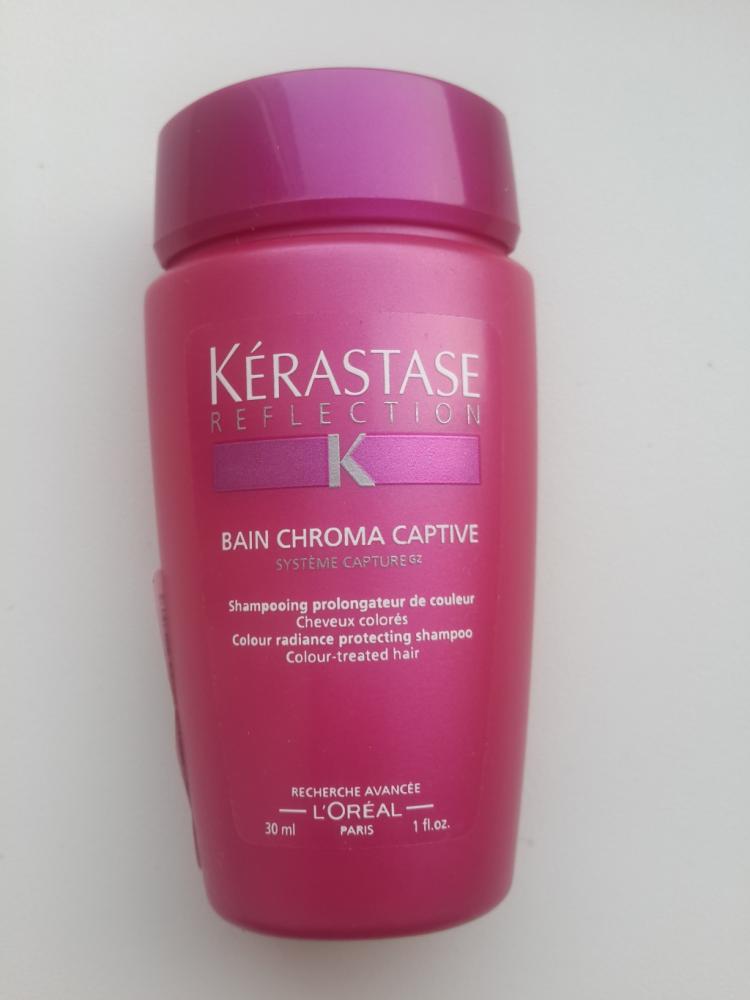 KÉRASTASE
REFLECTION
K
BAIN CHROMA CAPTIVE
SYSTÈME CAPTURE GZ
Shampooing prolongateur de couleur
Cheveux colorés
Colour radiance protecting shampoo
Colour-treated hair
RECHERCHE AVANCÉE
L'ORÉAL
30 ml PARIS 1 fl.oz.